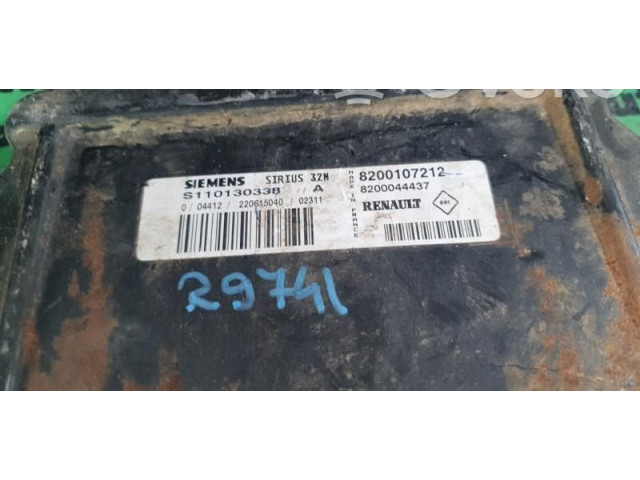 SIEMENS SIRIUS 32N
S110130338 // A
0 / 04412 / 220615040 / 02311
MADE IN FRANCE
8200107212--
8200044437
RENAULT
29741